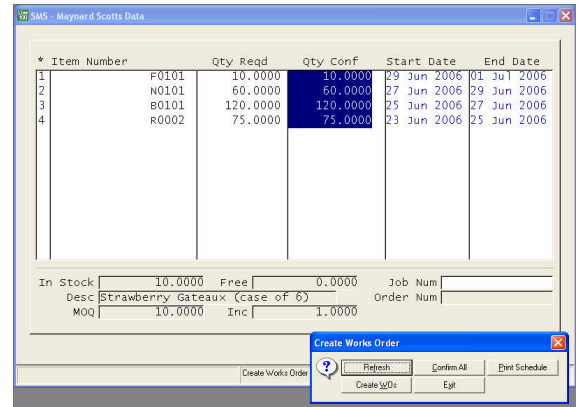 SMS - Maynard Scotts Data
* Item Number Qty Reqd Qty Conf Start Date End Date
1 F0101 10.0000 10.0000 29 Jun 2006 01 Jul 2006
2 N0101 60.0000 60.0000 27 Jun 2006 29 Jun 2006
3 B0101 120.0000 120.0000 25 Jun 2006 27 Jun 2006
4 R0002 75.0000 75.0000 23 Jun 2006 25 Jun 2006
In Stock 10.0000 Free 0.0000 Job Num
Desc Strawberry Gateaux (case of 6) Order Num
MOQ 10.0000 Inc 1.0000
Create Works Order
Create Works Order
Refresh Confirm All Print Schedule
Create WOs Exit